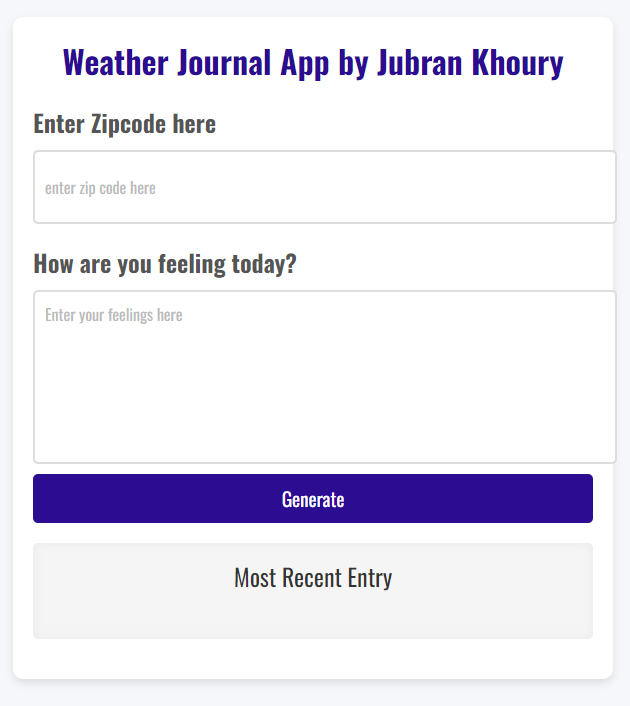 Weather Journal App by Jubran Khoury
Enter Zipcode here
enter zip code here
How are you feeling today?
Enter your feelings here
Generate
Most Recent Entry